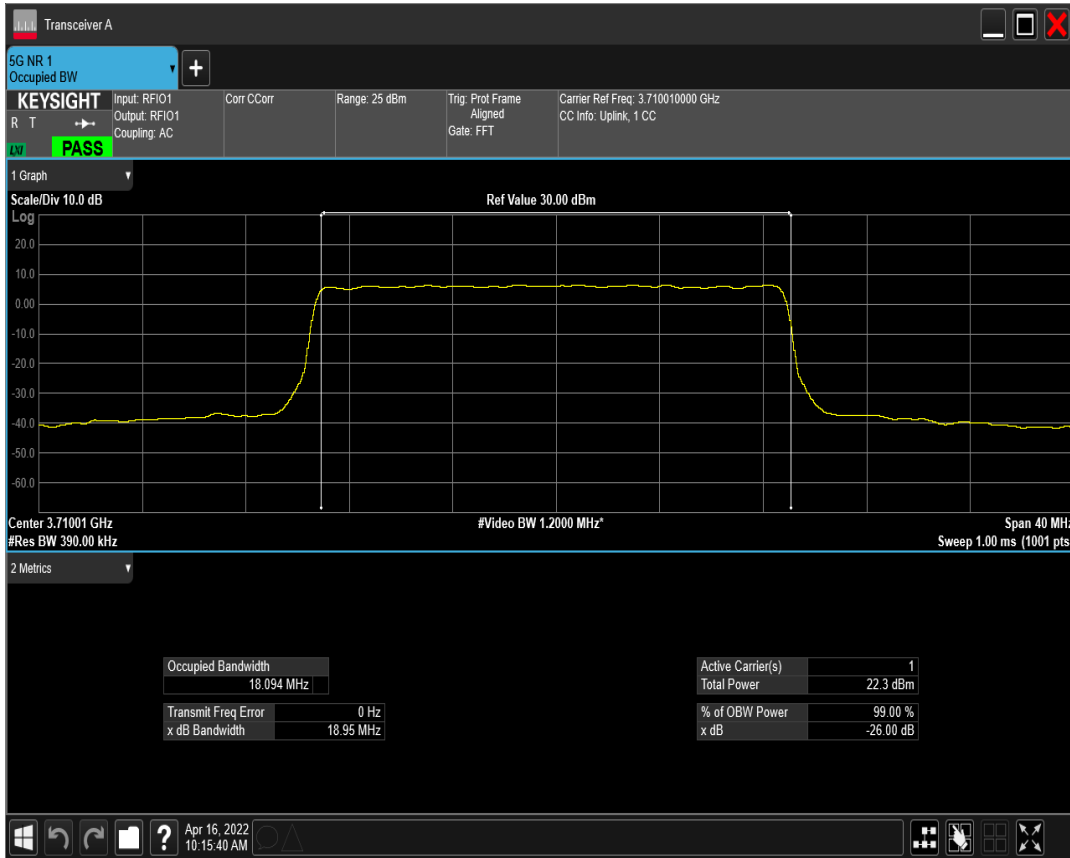 Transceiver A
5G NR 1
Occupied BW
KEYSIGHT
R T
LXI
PASS
Input: RFIO1
Output: RFIO1
Coupling: AC
Corr CCorr
Range: 25 dBm
Trig: Prot Frame
Aligned
Gate: FFT
Carrier Ref Freq: 3.710010000 GHz
CC Info: Uplink, 1 CC
1 Graph
Scale/Div 10.0 dB
Ref Value 30.00 dBm
Log
20.0
10.0
0.00
-10.0
-20.0
-30.0
-40.0
-50.0
-60.0
Center 3.71001 GHz
#Video BW 1.2000 MHz*
Span 40 MHz
#Res BW 390.00 kHz
Sweep 1.00 ms (1001 pts
2 Metrics
Occupied Bandwidth
18.094 MHz
Transmit Freq Error 0 Hz
x dB Bandwidth 18.95 MHz
Active Carrier(s) 1
Total Power 22.3 dBm
% of OBW Power 99.00 %
x dB -26.00 dB
?
Apr 16, 2022
10:15:40 AM